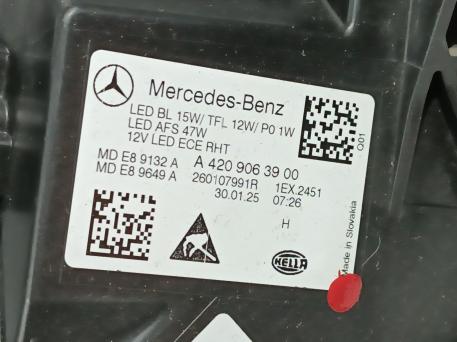 Mercedes-Benz
LED BL 15W/ TFL 12W/ P0 1W
LED AFS 47W
12V LED ECE RHT
MD E8 9132 A A 420 906 39 00
MD E8 9649 A 260107991R 1EX.2451
30.01.25 07:26
H
HELLA
Made in Slovakia
001